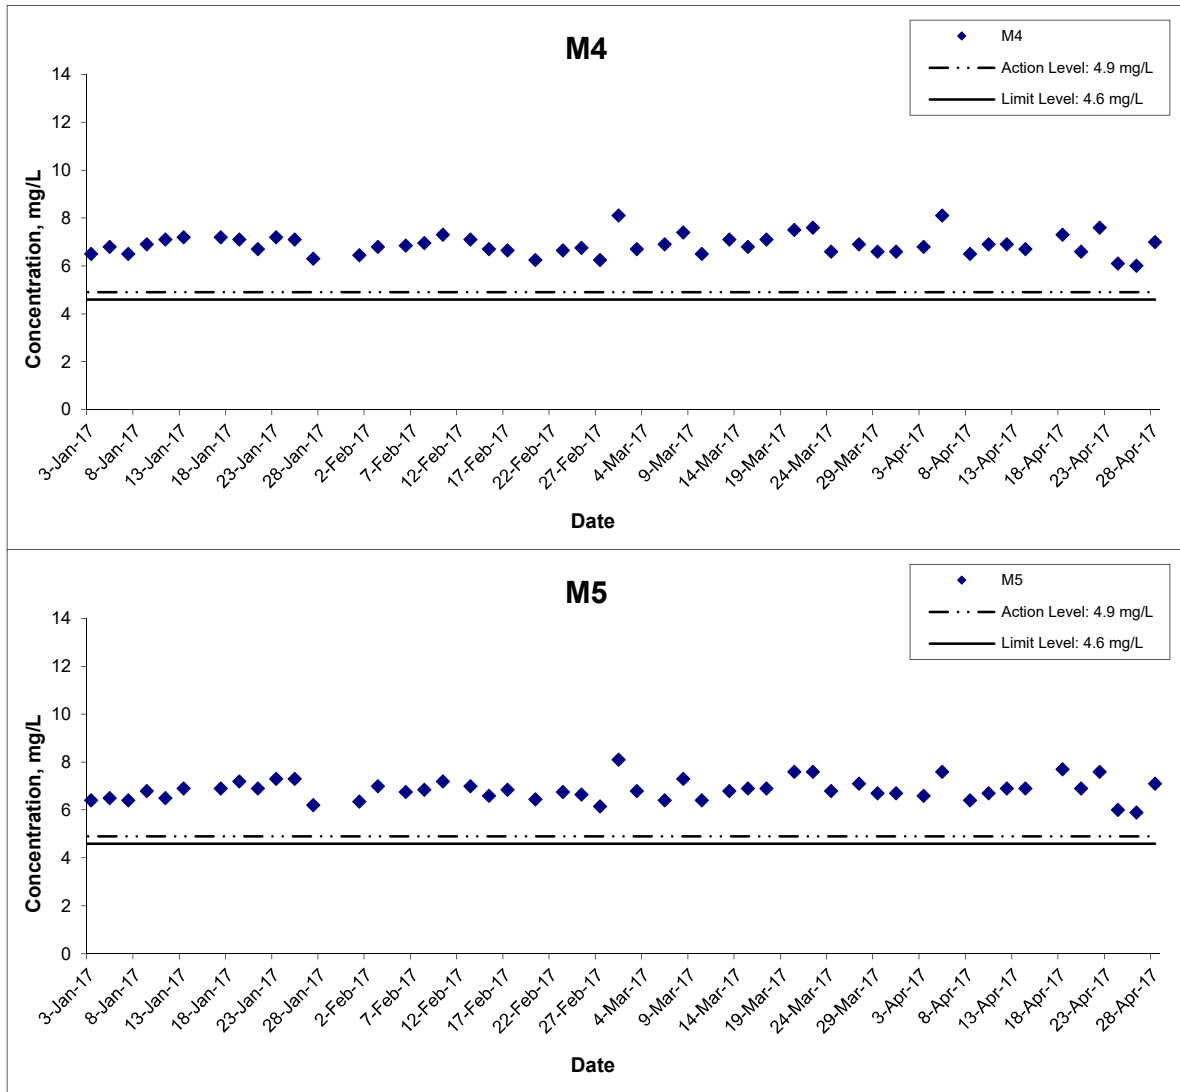 M4
M4
Action Level: 4.9 mg/L
Limit Level: 4.6 mg/L
Concentration, mg/L
14
12
10
8
6
4
2
0
3-Jan-17
8-Jan-17
13-Jan-17
18-Jan-17
23-Jan-17
28-Jan-17
2-Feb-17
7-Feb-17
12-Feb-17
17-Feb-17
22-Feb-17
27-Feb-17
4-Mar-17
9-Mar-17
14-Mar-17
19-Mar-17
24-Mar-17
29-Mar-17
3-Apr-17
8-Apr-17
13-Apr-17
18-Apr-17
23-Apr-17
28-Apr-17
Date
M5
M5
Action Level: 4.9 mg/L
Limit Level: 4.6 mg/L
Concentration, mg/L
14
12
10
8
6
4
2
0
3-Jan-17
8-Jan-17
13-Jan-17
18-Jan-17
23-Jan-17
28-Jan-17
2-Feb-17
7-Feb-17
12-Feb-17
17-Feb-17
22-Feb-17
27-Feb-17
4-Mar-17
9-Mar-17
14-Mar-17
19-Mar-17
24-Mar-17
29-Mar-17
3-Apr-17
8-Apr-17
13-Apr-17
18-Apr-17
23-Apr-17
28-Apr-17
Date